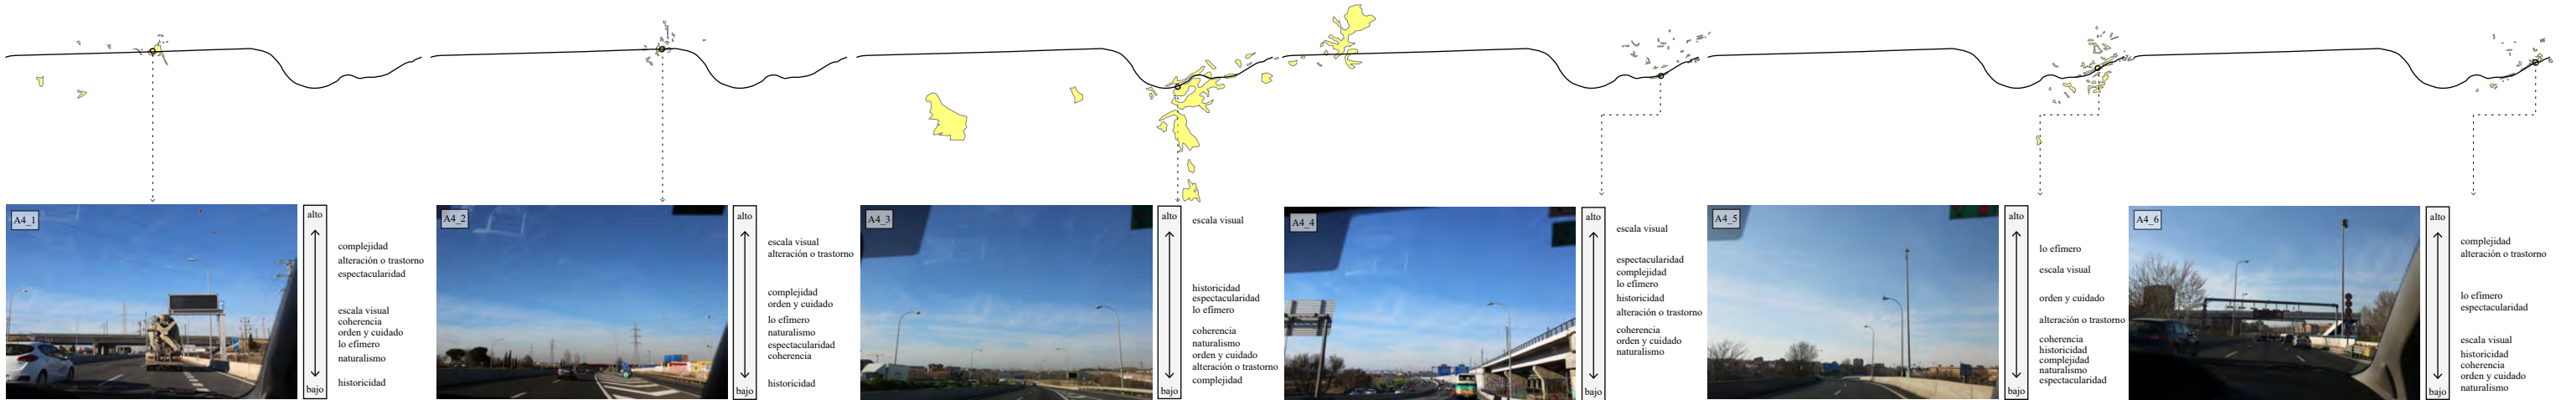 A4_1
alto
bajo
complejidad
alteración o trastorno
espectacularidad
escala visual
coherencia
orden y cuidado
lo efímero
naturalismo
historicidad
A4_2
alto
bajo
escala visual
alteración o trastorno
complejidad
orden y cuidado
lo efímero
naturalismo
espectacularidad
coherencia
historicidad
A4_3
alto
bajo
escala visual
historicidad
espectacularidad
lo efímero
coherencia
naturalismo
orden y cuidado
alteración o trastorno
complejidad
A4_4
alto
bajo
escala visual
espectacularidad
complejidad
lo efímero
historicidad
alteración o trastorno
coherencia
orden y cuidado
naturalismo
A4_5
alto
bajo
lo efímero
escala visual
orden y cuidado
alteración o trastorno
coherencia
historicidad
complejidad
naturalismo
espectacularidad
A4_6
alto
bajo
complejidad
alteración o trastorno
lo efímero
espectacularidad
escala visual
historicidad
coherencia
orden y cuidado
naturalismo